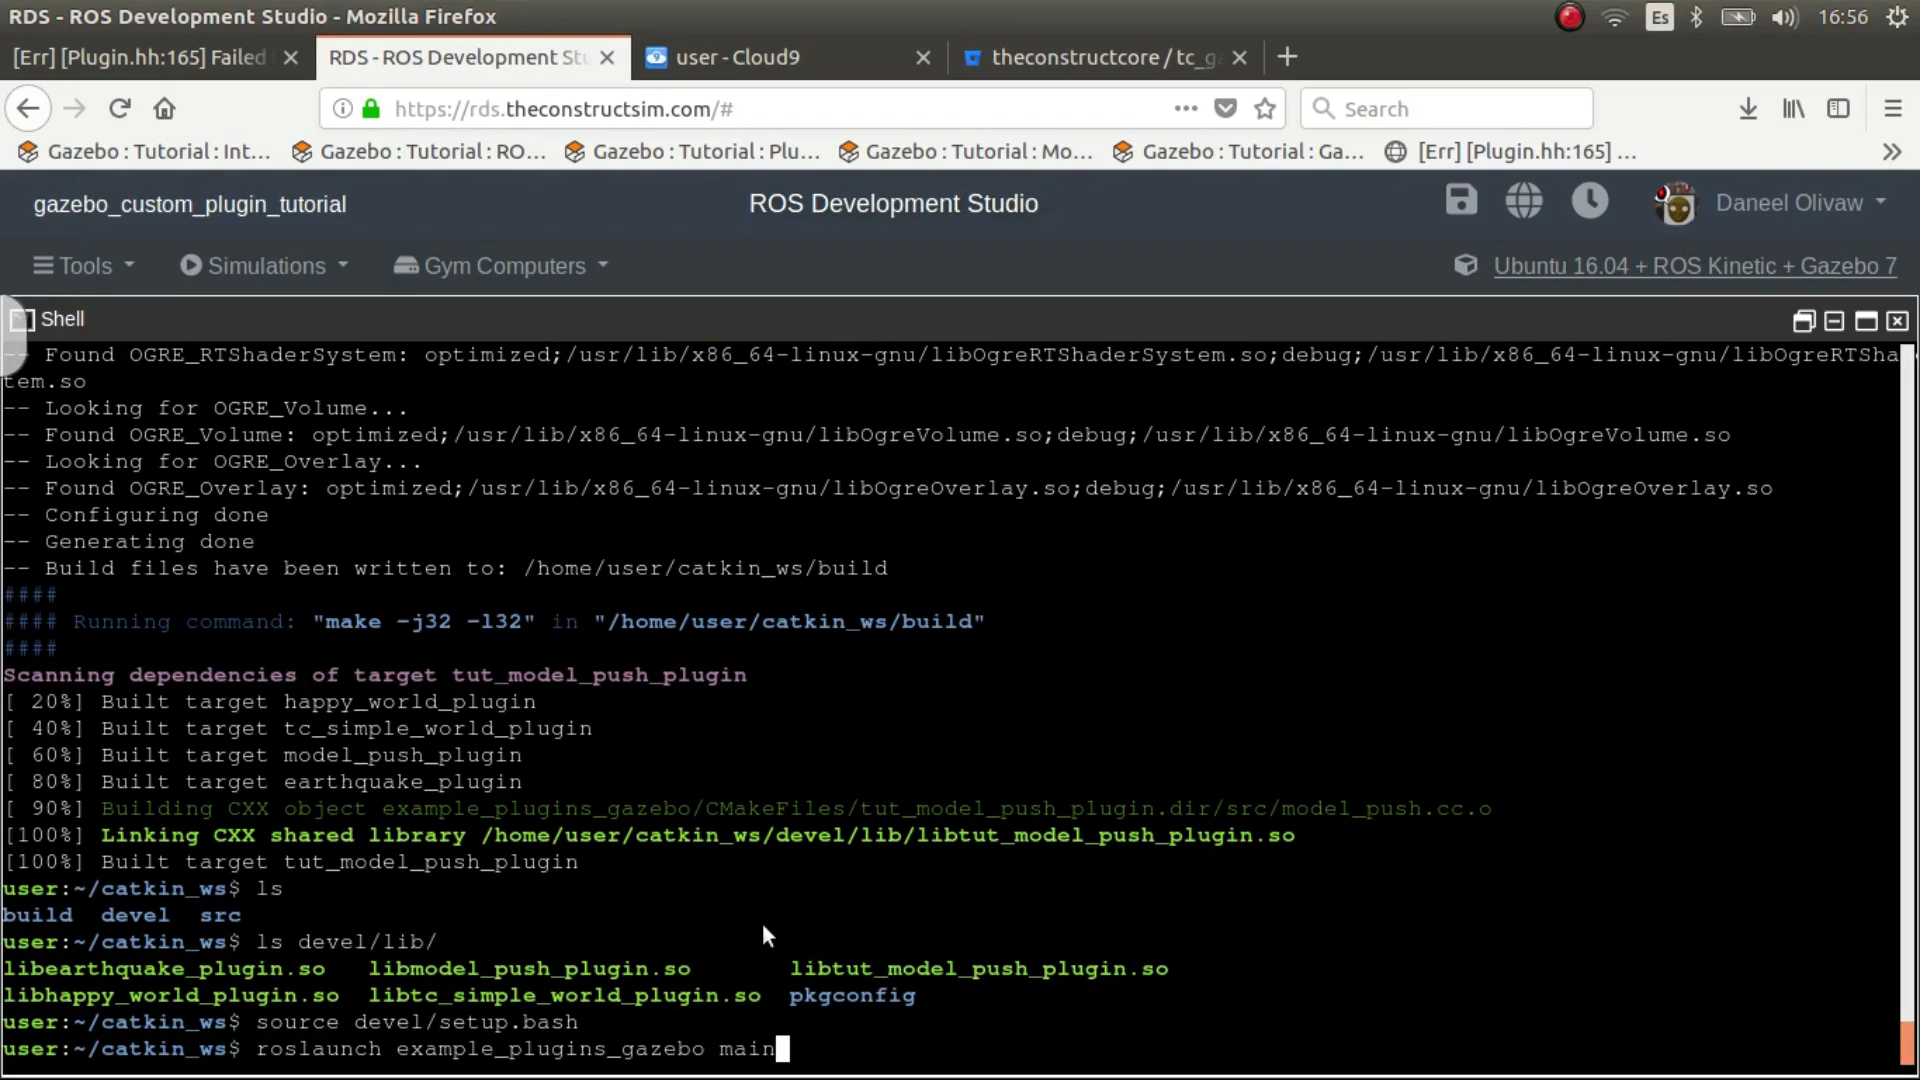 RDS - ROS Development Studio - Mozilla Firefox
Es
16:56
[Err] [Plugin.hh:165] Failed
RDS - ROS Development Stu
user - Cloud9
theconstructcore / tc_ga
https://rds.theconstructsim.com/#
Search
Gazebo : Tutorial : Int...
Gazebo : Tutorial : RO...
Gazebo : Tutorial : Plu...
Gazebo : Tutorial : Mo...
Gazebo : Tutorial : Ga...
[Err] [Plugin.hh:165] ...
gazebo_custom_plugin_tutorial
ROS Development Studio
Daneel Olivaw
Tools
Simulations
Gym Computers
Ubuntu 16.04 + ROS Kinetic + Gazebo 7
Shell
-- Found OGRE_RTShaderSystem: optimized;/usr/lib/x86_64-linux-gnu/libOgreRTShaderSystem.so;debug;/usr/lib/x86_64-linux-gnu/libOgreRTSha
tem.so
-- Looking for OGRE_Volume...
-- Found OGRE_Volume: optimized;/usr/lib/x86_64-linux-gnu/libOgreVolume.so;debug;/usr/lib/x86_64-linux-gnu/libOgreVolume.so
-- Looking for OGRE_Overlay...
-- Found OGRE_Overlay: optimized;/usr/lib/x86_64-linux-gnu/libOgreOverlay.so;debug;/usr/lib/x86_64-linux-gnu/libOgreOverlay.so
-- Configuring done
-- Generating done
-- Build files have been written to: /home/user/catkin_ws/build
####
#### Running command: "make -j32 -l32" in "/home/user/catkin_ws/build"
####
Scanning dependencies of target tut_model_push_plugin
[ 20%] Built target happy_world_plugin
[ 40%] Built target tc_simple_world_plugin
[ 60%] Built target model_push_plugin
[ 80%] Built target earthquake_plugin
[ 90%] Building CXX object example_plugins_gazebo/CMakeFiles/tut_model_push_plugin.dir/src/model_push.cc.o
[100%] Linking CXX shared library /home/user/catkin_ws/devel/lib/libtut_model_push_plugin.so
[100%] Built target tut_model_push_plugin
user:~/catkin_ws$ ls
build devel src
user:~/catkin_ws$ ls devel/lib/
libearthquake_plugin.so libmodel_push_plugin.so libtut_model_push_plugin.so
libhappy_world_plugin.so libtc_simple_world_plugin.so pkgconfig
user:~/catkin_ws$ source devel/setup.bash
user:~/catkin_ws$ roslaunch example_plugins_gazebo main